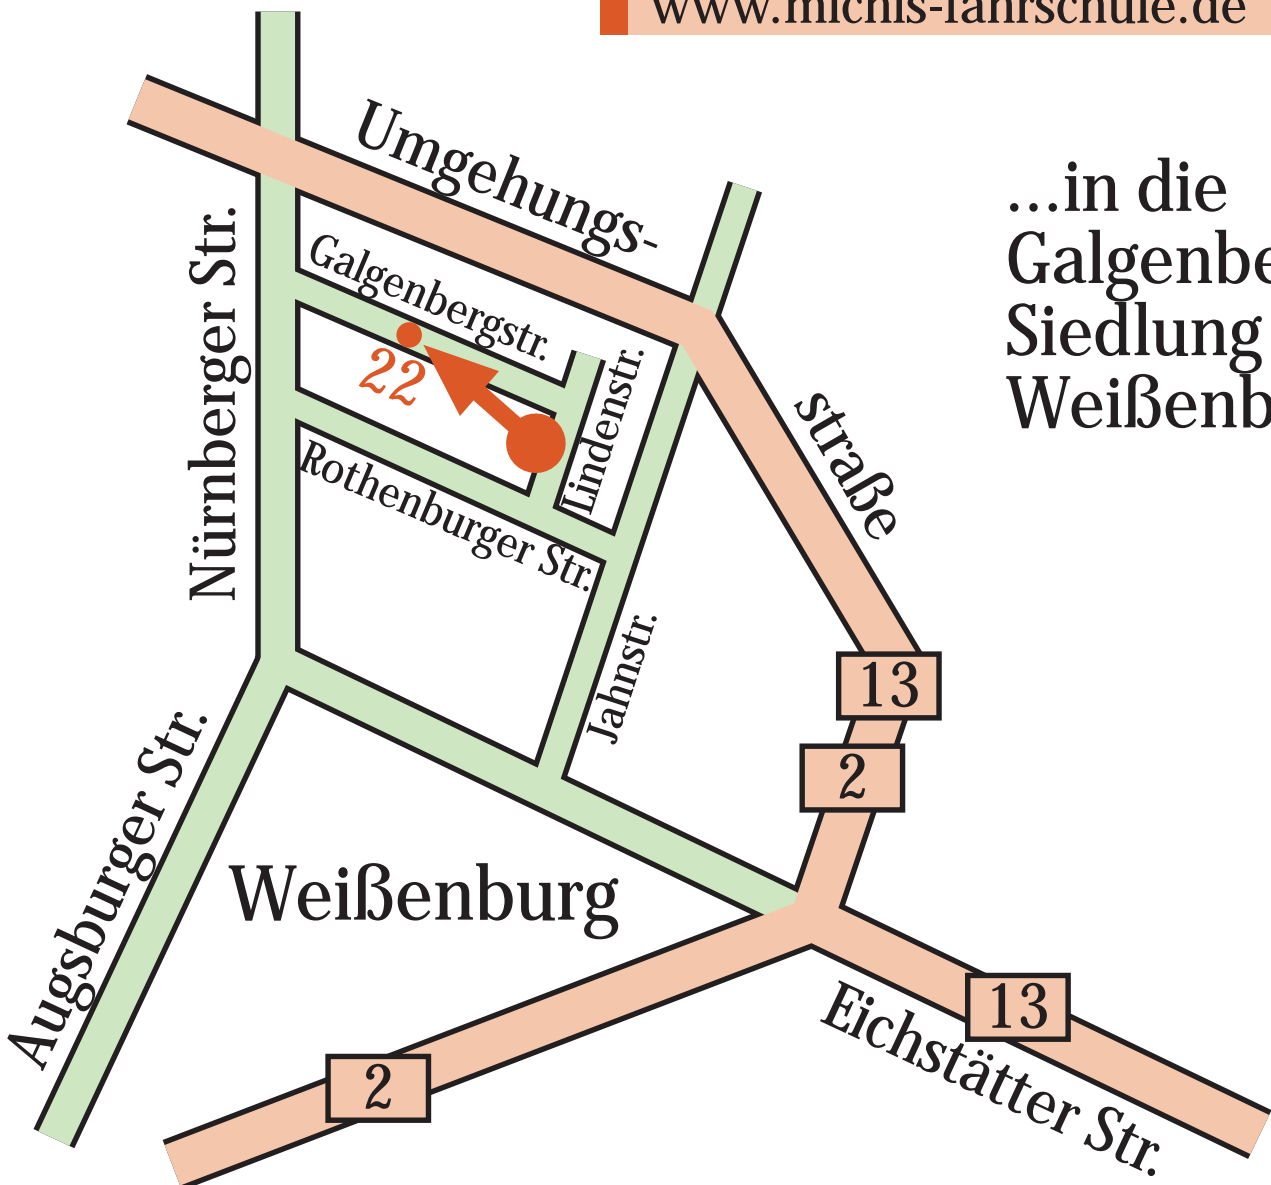 www.michis-fahrschule.de
Umgehungs-
...in die
Galgenbe
Siedlung
Weißenb
Nürnberger Str.
Galgenbergstr.
22
Lindenstr.
Rothenburger Str.
straße
Jahnstr.
13
2
Augsburger Str.
Weißenburg
13
Eichstätter Str.
2